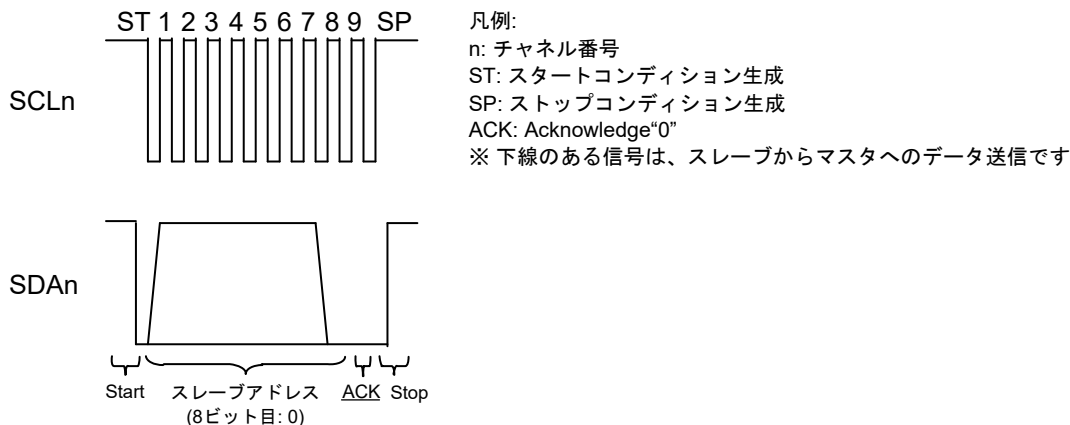 ST 1 2 3 4 5 6 7 8 9 SP
SCLn
凡例:
n: チャネル番号
ST: スタートコンディション生成
SP: ストップコンディション生成
ACK: Acknowledge“0”
※ 下線のある信号は、スレーブからマスタへのデータ送信です
SDAn
Start スレーブアドレス ACK Stop
(8ビット目: 0)